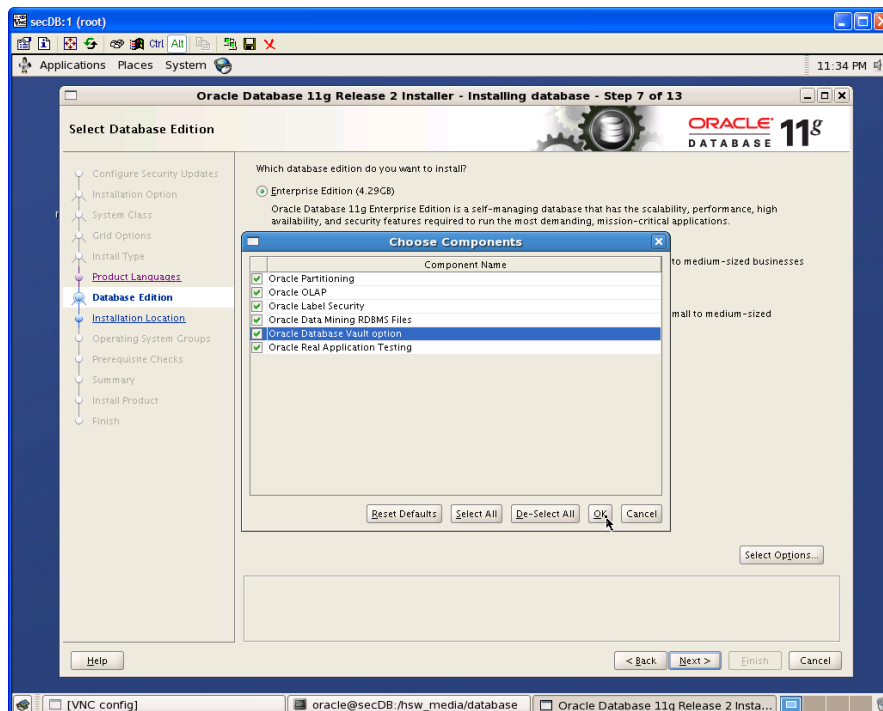 secDB:1 (root)
Ctrl Alt
Applications Places System 11:34 PM
Oracle Database 11g Release 2 Installer - Installing database - Step 7 of 13
Select Database Edition
ORACLE DATABASE 11g
Configure Security Updates
Installation Option
System Class
Grid Options
Install Type
Product Languages
Database Edition
Installation Location
Operating System Groups
Prerequisite Checks
Summary
Install Product
Finish
Which database edition do you want to install?
Enterprise Edition (4.29GB)
Oracle Database 11g Enterprise Edition is a self-managing database that has the scalability, performance, high
availability, and security features required to run the most demanding, mission-critical applications.
to medium-sized businesses
mall to medium-sized
Choose Components
Component Name
Oracle Partitioning
Oracle OLAP
Oracle Label Security
Oracle Data Mining RDBMS Files
Oracle Database Vault option
Oracle Real Application Testing
Reset Defaults Select All De-Select All OK Cancel
Select Options...
Help < Back Next > Finish Cancel
[VNC config] oracle@secDB:/hsw_media/database Oracle Database 11g Release 2 Insta...